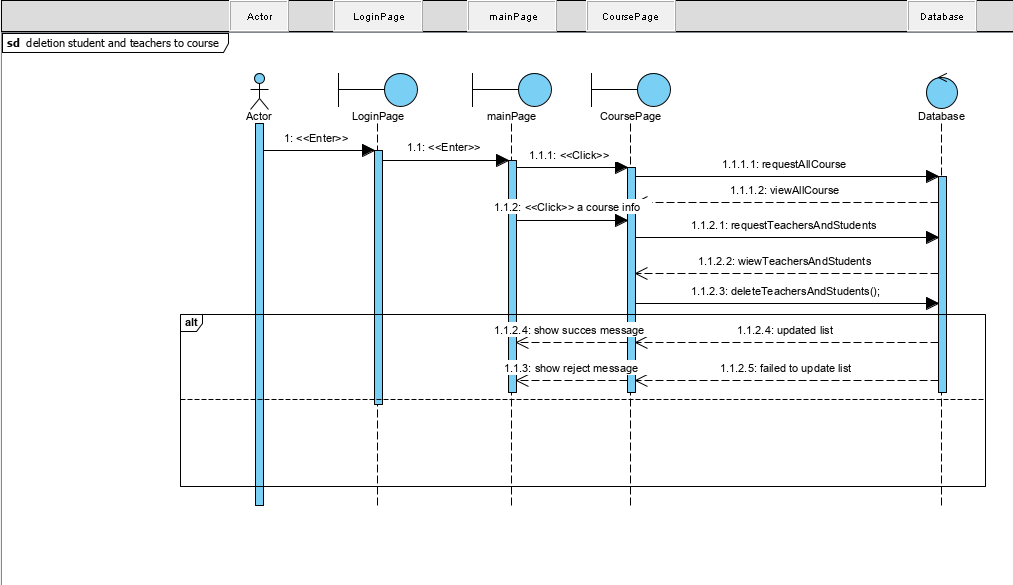 Actor LoginPage mainPage CoursePage Database
sd deletion student and teachers to course
Actor LoginPage mainPage CoursePage Database
1: <<Enter>>
1.1: <<Enter>>
1.1.1: <<Click>>
1.1.1.1: requestAllCourse
1.1.1.2: viewAllCourse
1.1.2: <<Click>> a course info
1.1.2.1: requestTeachersAndStudents
1.1.2.2: wiewTeachersAndStudents
1.1.2.3: deleteTeachersAndStudents();
alt
1.1.2.4: show succes message 1.1.2.4: updated list
1.1.3: show reject message 1.1.2.5: failed to update list